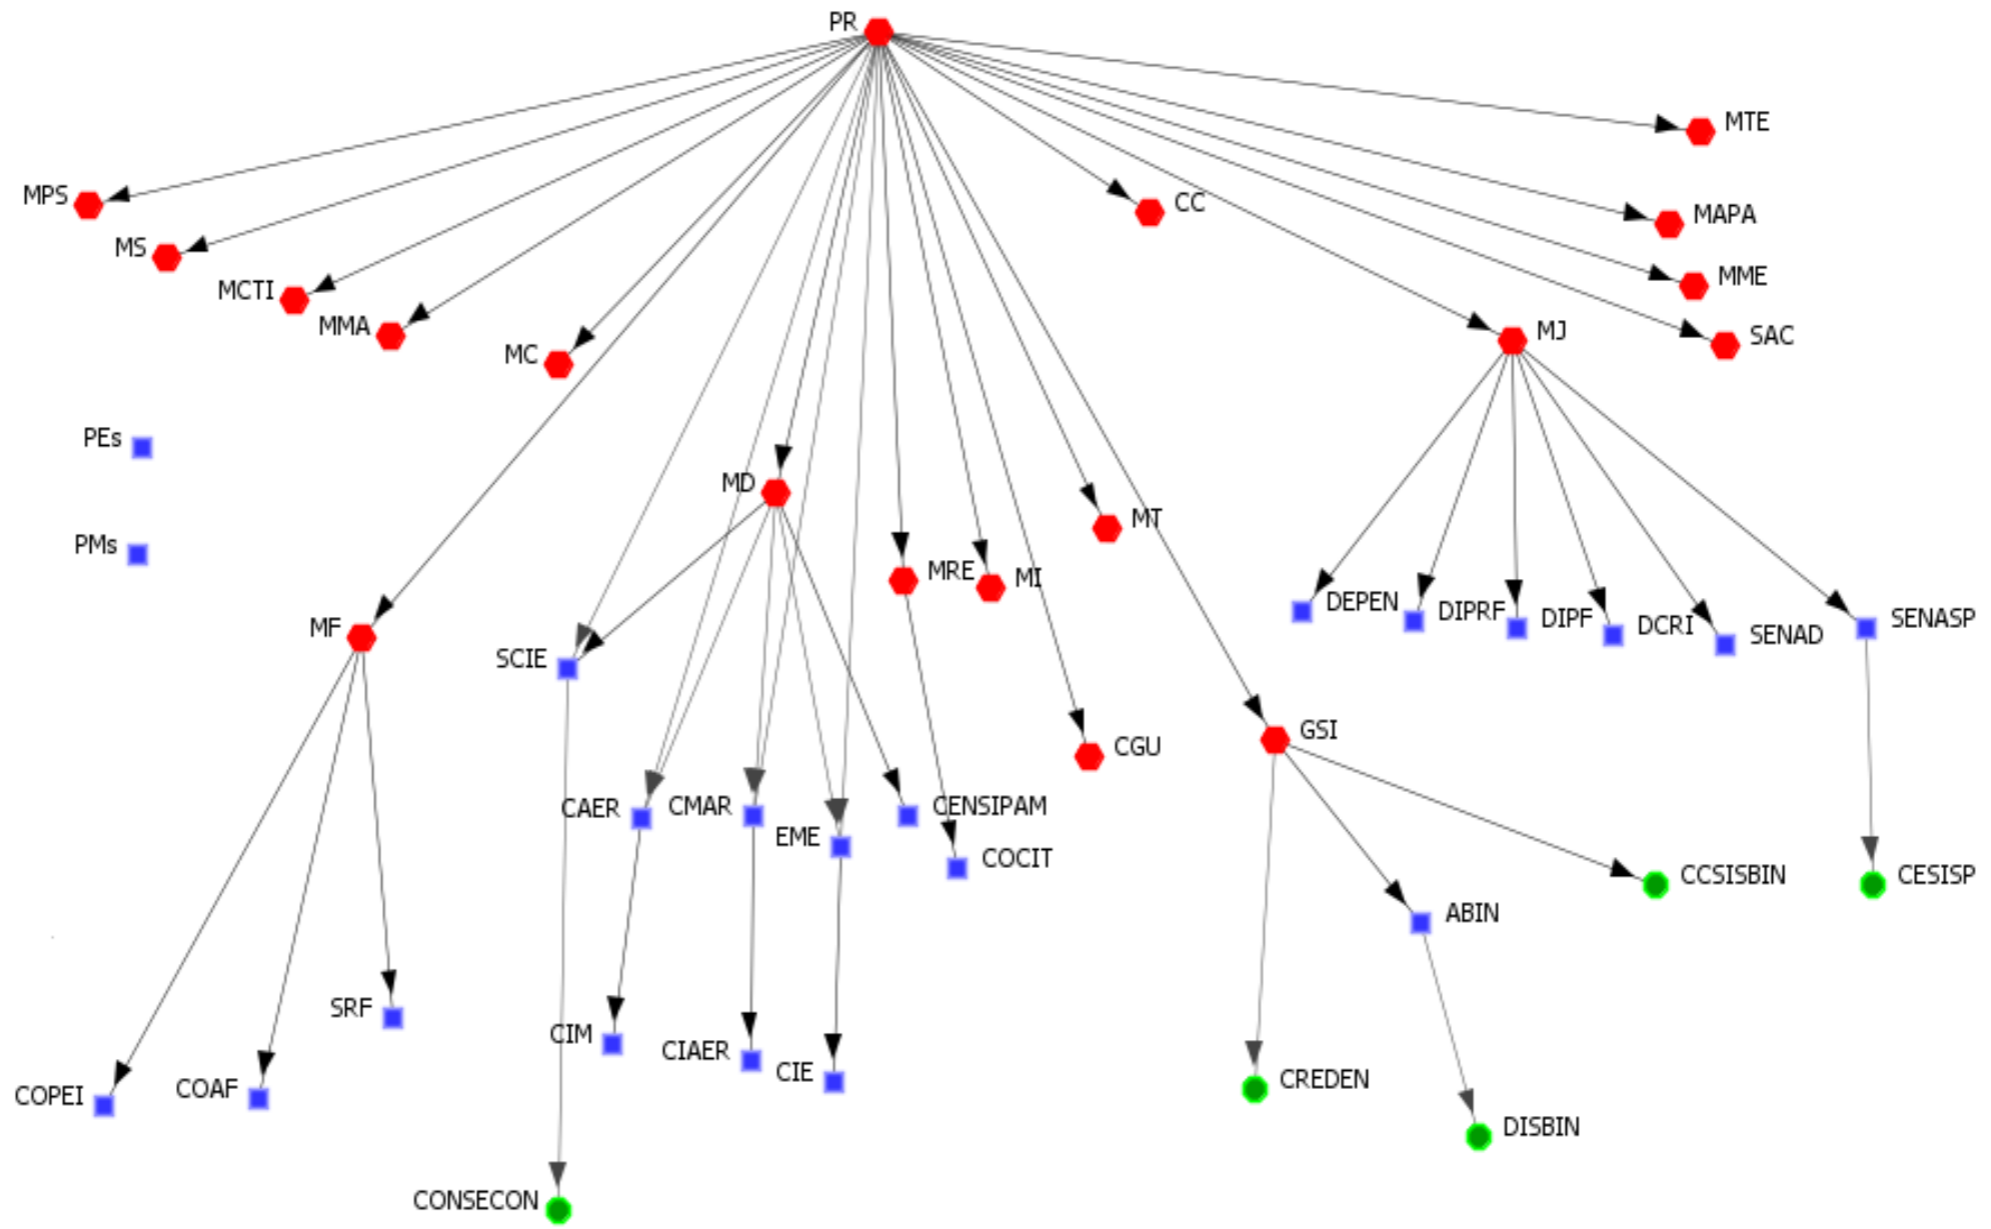 PR
MTE
MPS
CC
MAPA
MS
MME
MCTI
MMA
MJ
SAC
MC
PEs
MD
MT
PMs
MRE
MI
DEPEN
DIPRF
DIPF
DCRI
SENAD
SENASP
MF
SCIE
GSI
CGU
CAER
CMAR
CENSIPAM
EME
COCIT
CCSISBIN
CESISP
ABIN
SRF
CIM
CIAER
CIE
CREDEN
COAF
COPEI
DISBIN
CONSECON